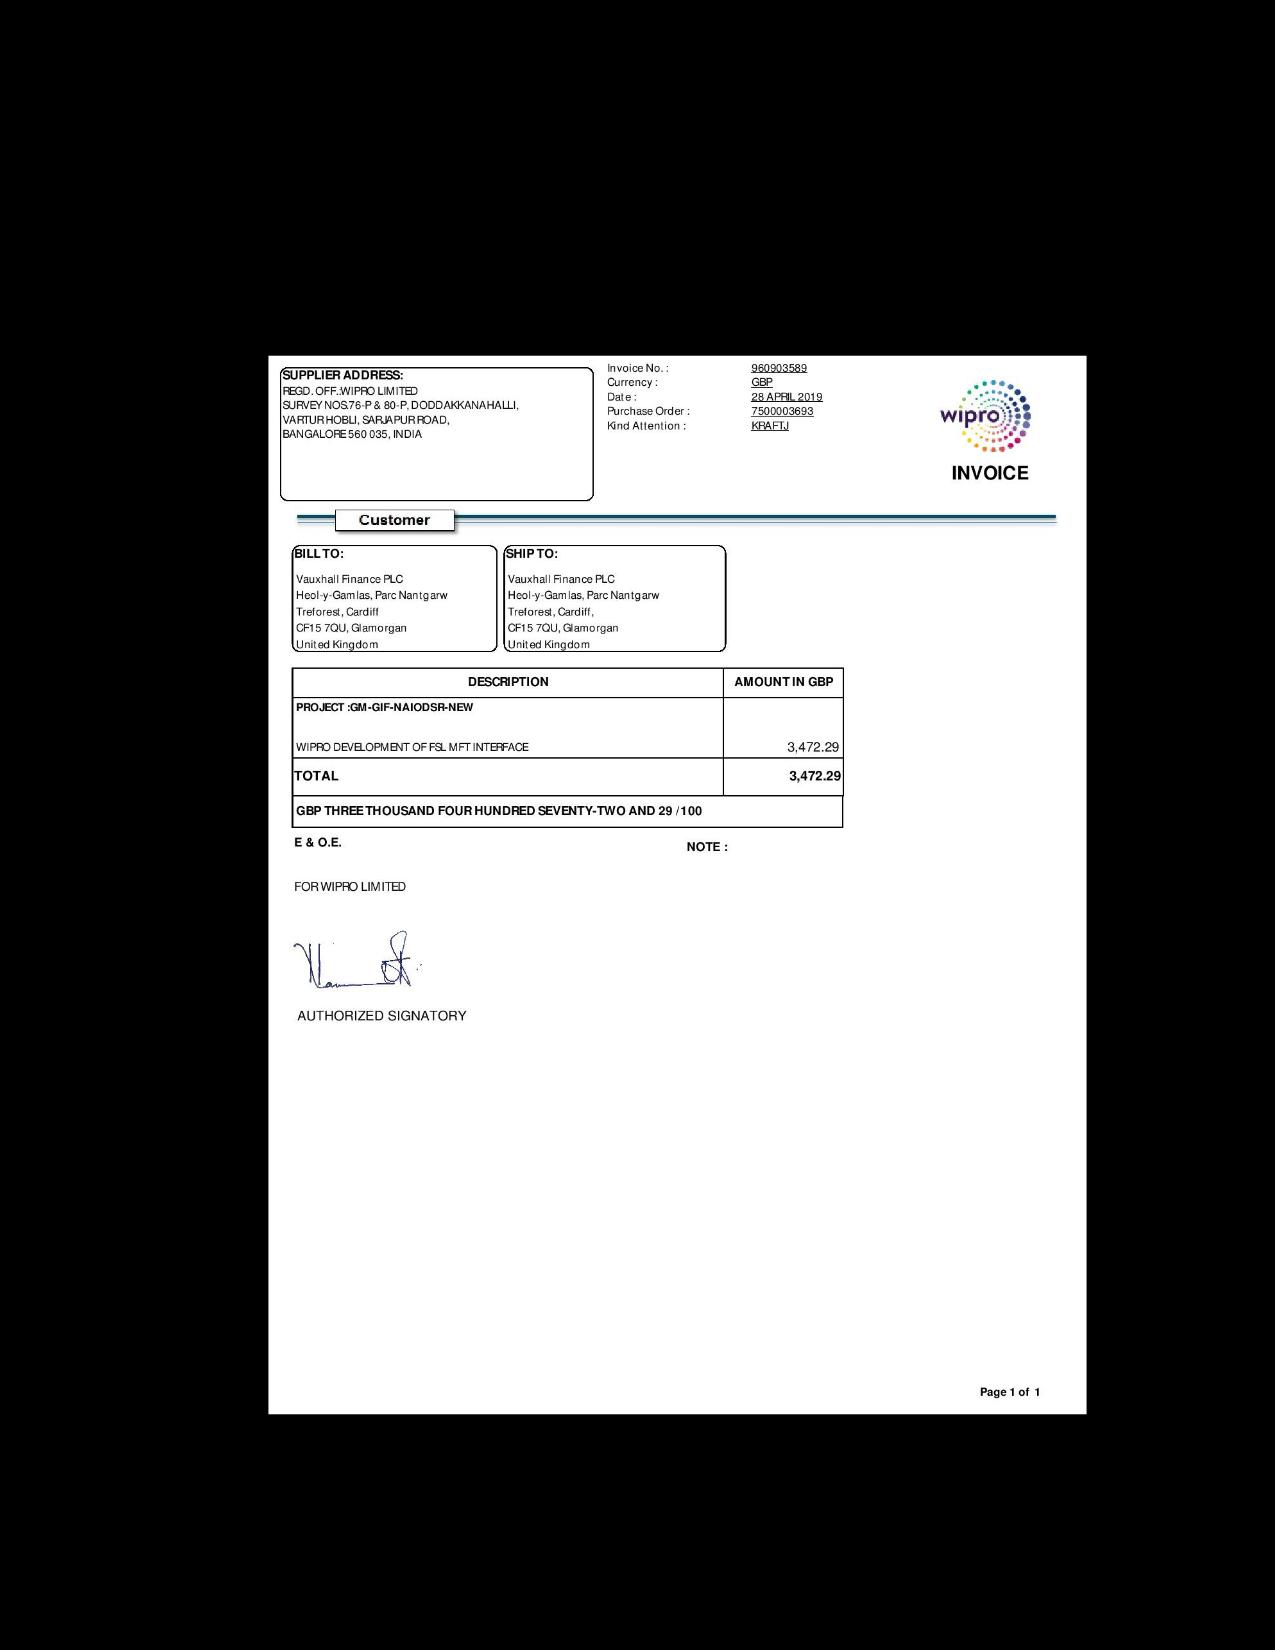 SUPPLIER ADDRESS:
REGD. OFF.:WIPRO LIMITED
SURVEY NOS.76-P & 80-P, DODDAKKANAHALLI,
VARTUR HOBLI, SARJAPUR ROAD,
BANGALORE 560 035, INDIA
Invoice No. : 960903589
Currency : GBP
Date : 28 APRIL 2019
Purchase Order : 7500003693
Kind Attention : KRAFTJ
wipro
INVOICE
Customer
BILL TO:
Vauxhall Finance PLC
Heol-y-Gamlas, Parc Nantgarw
Treforest, Cardiff
CF15 7QU, Glamorgan
United Kingdom
SHIP TO:
Vauxhall Finance PLC
Heol-y-Gamlas, Parc Nantgarw
Treforest, Cardiff,
CF15 7QU, Glamorgan
United Kingdom
DESCRIPTION AMOUNT IN GBP
PROJECT :GM-GIF-NAIODSR-NEW
WIPRO DEVELOPMENT OF FSL MFT INTERFACE 3,472.29
TOTAL 3,472.29
GBP THREE THOUSAND FOUR HUNDRED SEVENTY-TWO AND 29 /100
E & O.E.
NOTE :
FOR WIPRO LIMITED
AUTHORIZED SIGNATORY
Page 1 of 1